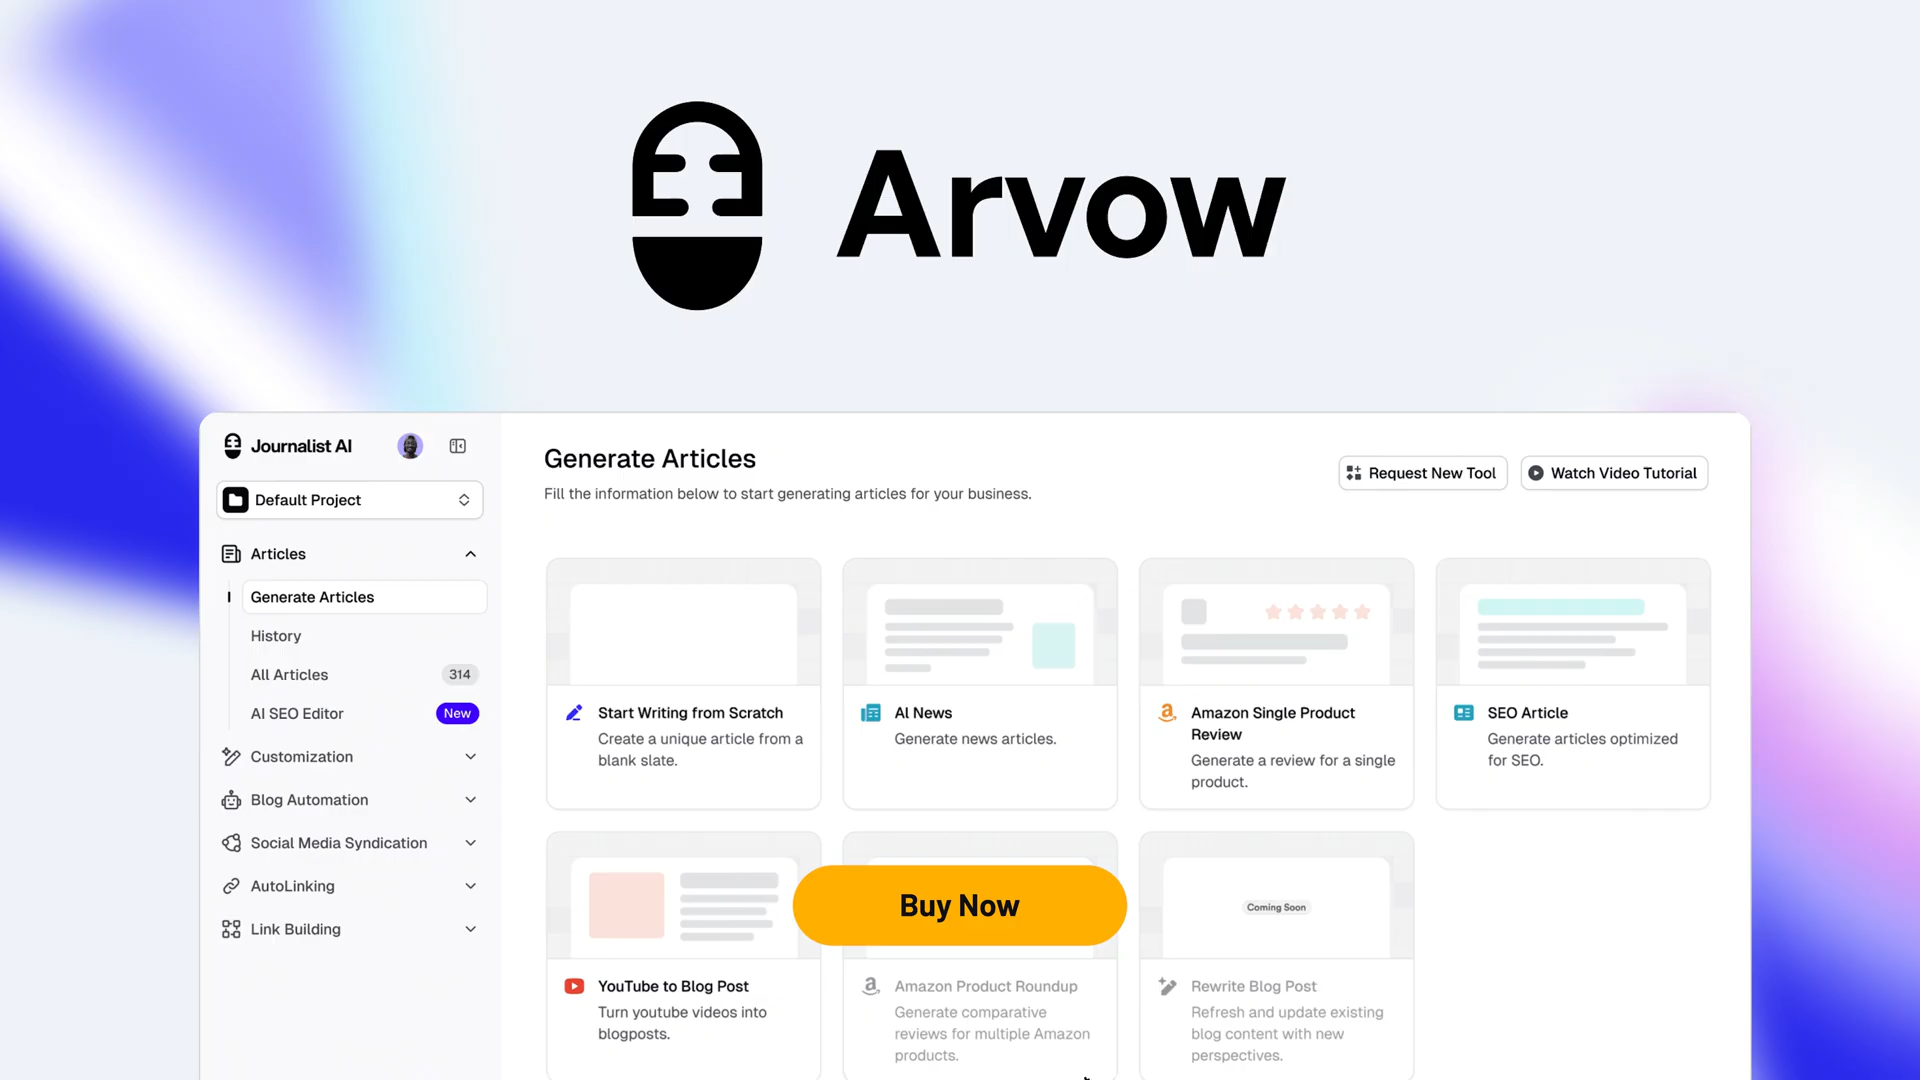 Arvow
Journalist AI
Default Project
Articles
Generate Articles
History
All Articles 314
AI SEO Editor New
Customization
Blog Automation
Social Media Syndication
AutoLinking
Link Building
Generate Articles
Fill the information below to start generating articles for your business.
Request New Tool
Watch Video Tutorial
Start Writing from Scratch
Create a unique article from a
blank slate.
AI News
Generate news articles.
Amazon Single Product
Review
Generate a review for a single
product.
SEO Article
Generate articles optimized
for SEO.
YouTube to Blog Post
Turn youtube videos into
blogposts.
Buy Now
Amazon Product Roundup
Generate comparative
reviews for multiple Amazon
products.
Coming Soon
Rewrite Blog Post
Refresh and update existing
blog content with new
perspectives.